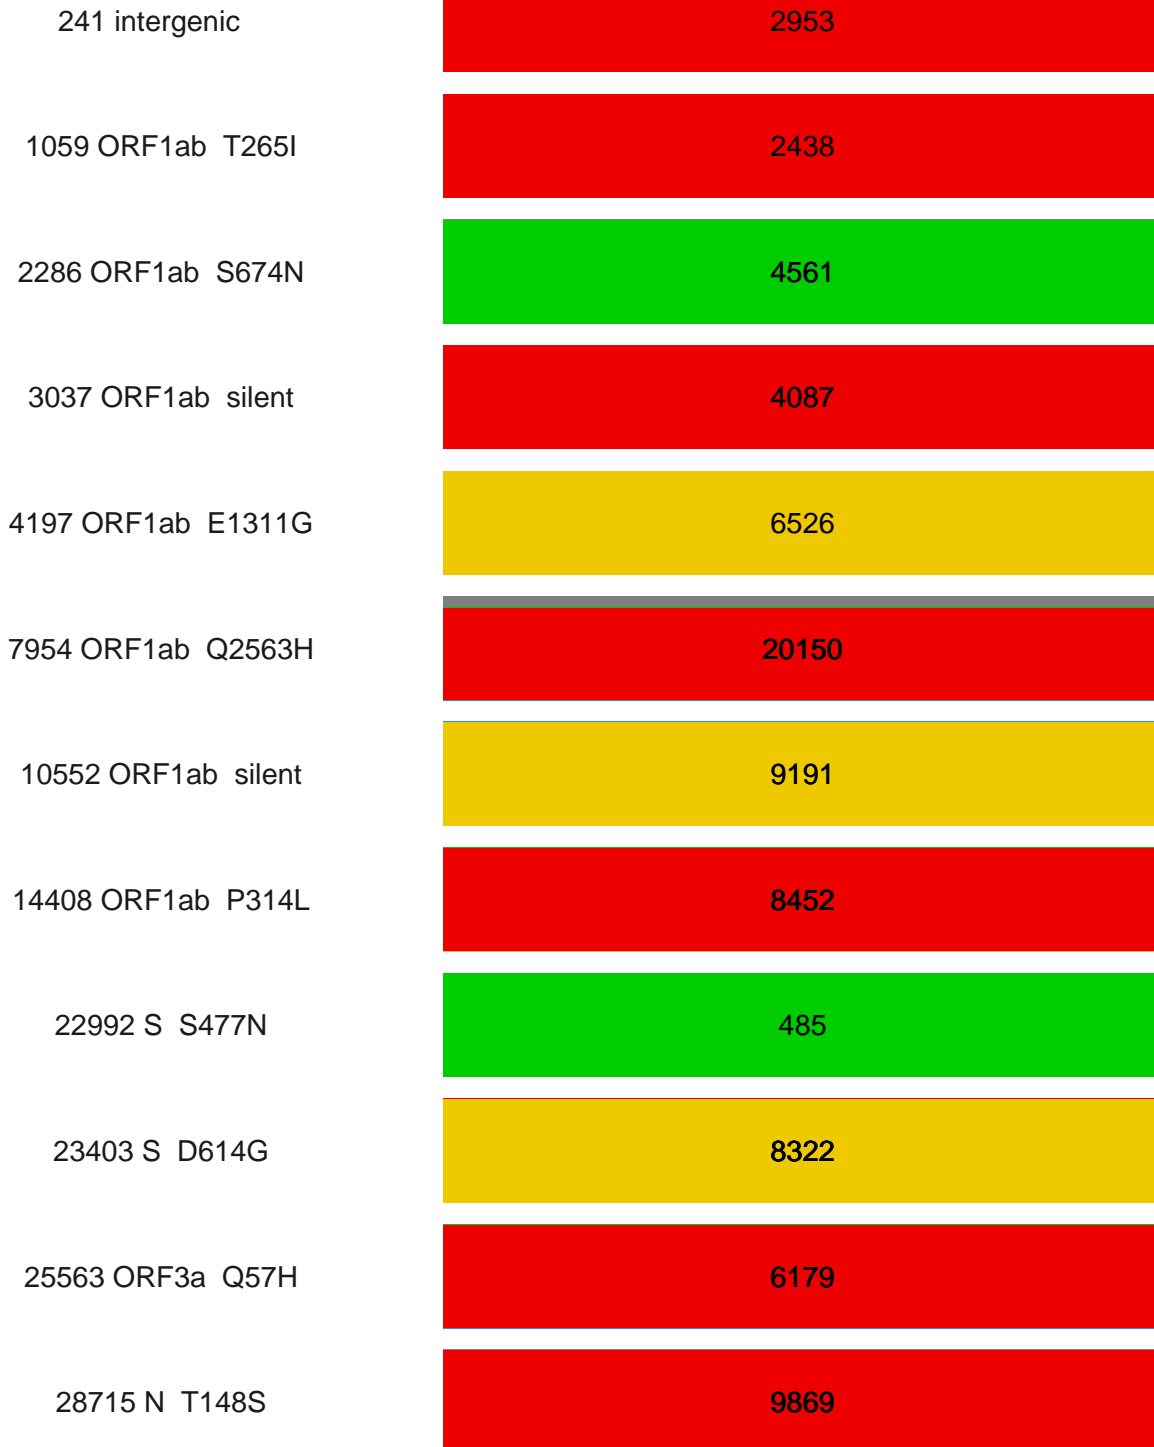 241 intergenic 2953
1059 ORF1ab T265I 2438
2286 ORF1ab S674N 4561
3037 ORF1ab silent 4087
4197 ORF1ab E1311G 6526
7954 ORF1ab Q2563H 20150
10552 ORF1ab silent 9191
14408 ORF1ab P314L 8452
22992 S S477N 485
23403 S D614G 8322
25563 ORF3a Q57H 6179
28715 N T148S 9869